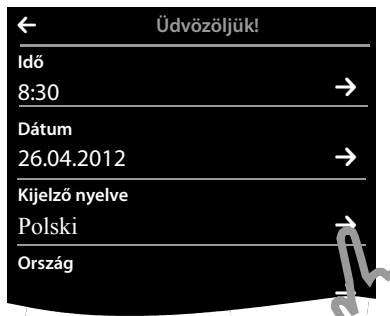 Üdvözöljük!
Idő
8:30
Dátum
26.04.2012
Kijelző nyelve
Polski
Ország